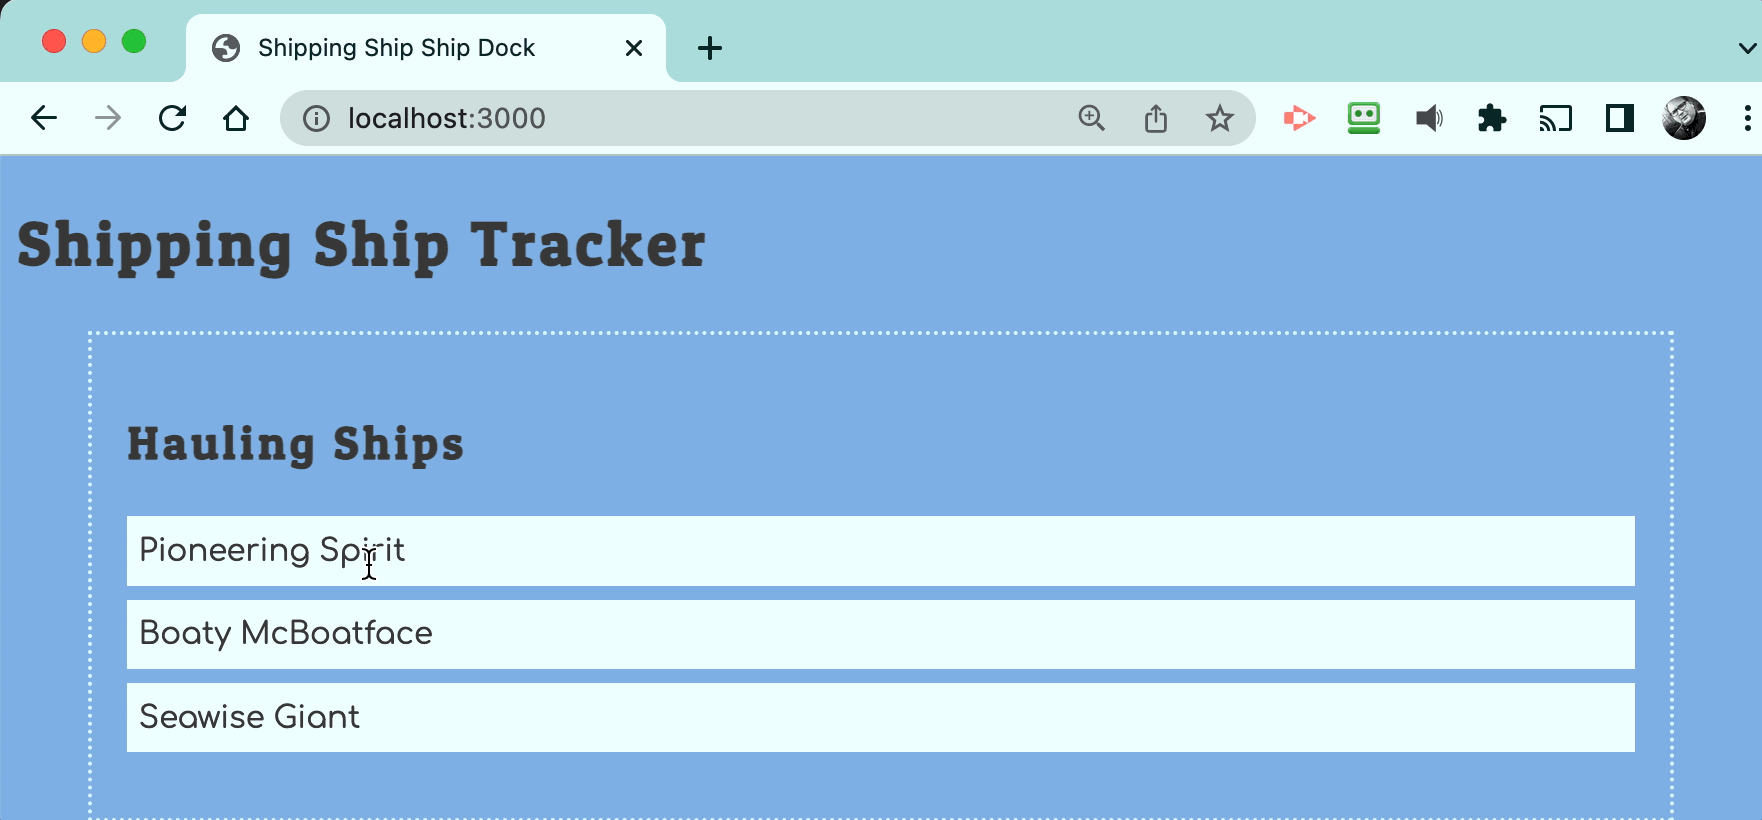 Shipping Ship Ship Dock
localhost:3000
Shipping Ship Tracker
Hauling Ships
Pioneering Spirit
Boaty McBoatface
Seawise Giant